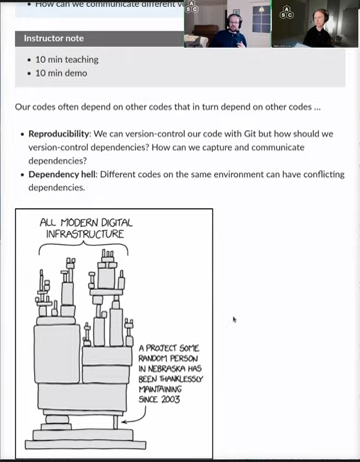 • How can we communicate different v
Instructor note
• 10 min teaching
• 10 min demo
Our codes often depend on other codes that in turn depend on other codes ...
• Reproducibility: We can version-control our code with Git but how should we
version-control dependencies? How can we capture and communicate
dependencies?
• Dependency hell: Different codes on the same environment can have conflicting
dependencies.
ALL MODERN DIGITAL
INFRASTRUCTURE
A PROJECT SOME
RANDOM PERSON
IN NEBRASKA HAS
BEEN THANKLESSLY
MAINTAINING
SINCE 2003